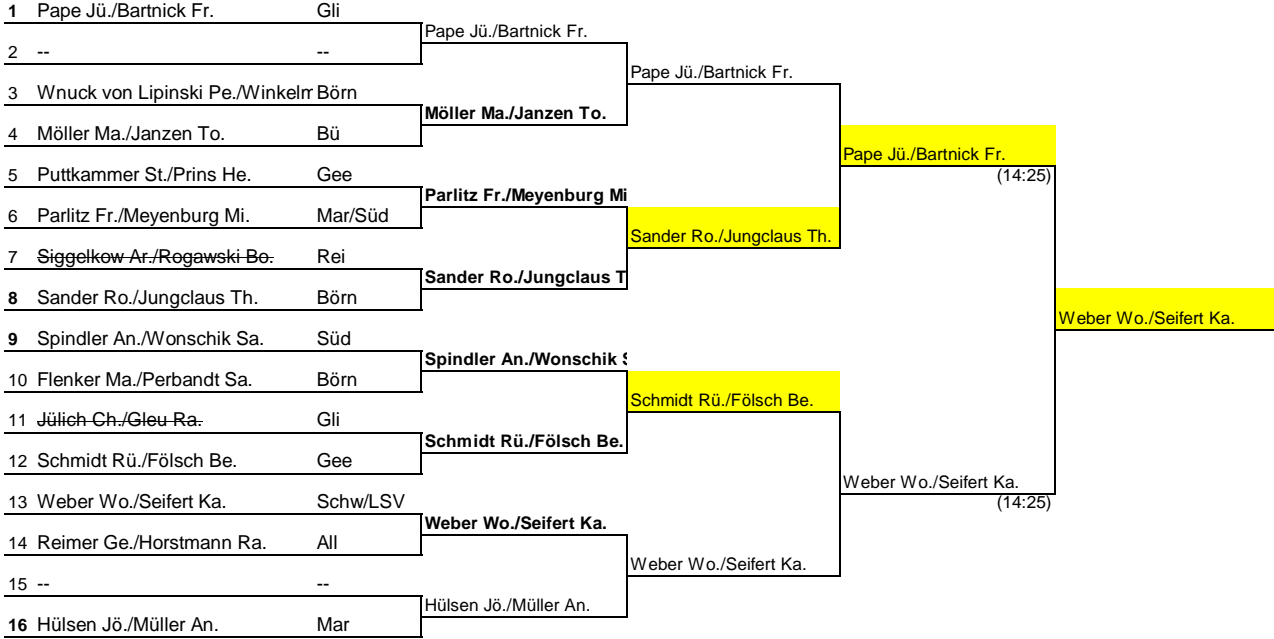 1 Pape Jü./Bartnick Fr. Gli
Pape Jü./Bartnick Fr.
2 -- --
Pape Jü./Bartnick Fr.
3 Wnuck von Lipinski Pe./Winkelm Börn
Möller Ma./Janzen To.
4 Möller Ma./Janzen To. Bü
Pape Jü./Bartnick Fr.
5 Puttkammer St./Prins He. Gee
(14:25)
Parlitz Fr./Meyenburg Mi
6 Parlitz Fr./Meyenburg Mi. Mar/Süd
Sander Ro./Jungclaus Th.
7 Siggelkow Ar./Rogawski Bo. Rei
Sander Ro./Jungclaus T
8 Sander Ro./Jungclaus Th. Börn
Weber Wo./Seifert Ka.
9 Spindler An./Wonschik Sa. Süd
Spindler An./Wonschik S
10 Flenker Ma./Perbandt Sa. Börn
Schmidt Rü./Fölsch Be.
11 Jülich Ch./Gleu Ra. Gli
Schmidt Rü./Fölsch Be.
12 Schmidt Rü./Fölsch Be. Gee
Weber Wo./Seifert Ka.
13 Weber Wo./Seifert Ka. Schw/LSV
(14:25)
Weber Wo./Seifert Ka.
14 Reimer Ge./Horstmann Ra. All
Weber Wo./Seifert Ka.
15 -- --
Hülsen Jö./Müller An.
16 Hülsen Jö./Müller An. Mar